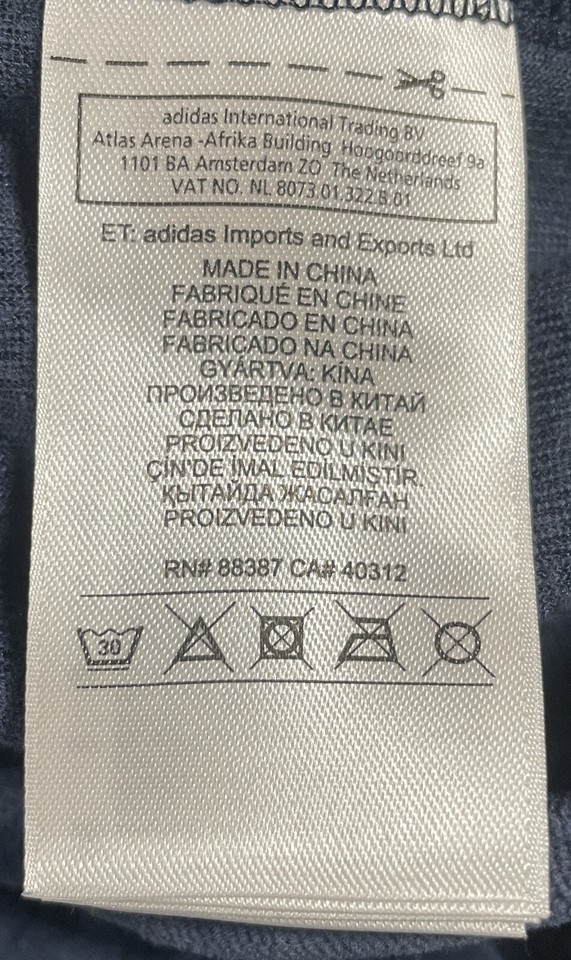 adidas International Trading BV
Atlas Arena -Afrika Building Hoogoorddreef 9a
1101 BA Amsterdam ZO The Netherlands
VAT NO. NL 8073.01.322.B.01
ET: adidas Imports and Exports Ltd
MADE IN CHINA
FABRIQUÉ EN CHINE
FABRICADO EN CHINA
FABRICADO NA CHINA
GYÁRTVA: KÍNA
ПРОИЗВЕДЕНО В КИТАЙ
СДЕЛАНО В КИТАЕ
PROIZVEDENO U KINI
ÇİN'DE İMAL EDİLMİŞTİR.
ҚЫТАЙДА ЖАСАЛҒАН
PROIZVEDENO U KINI
RN# 88387 CA# 40312
30